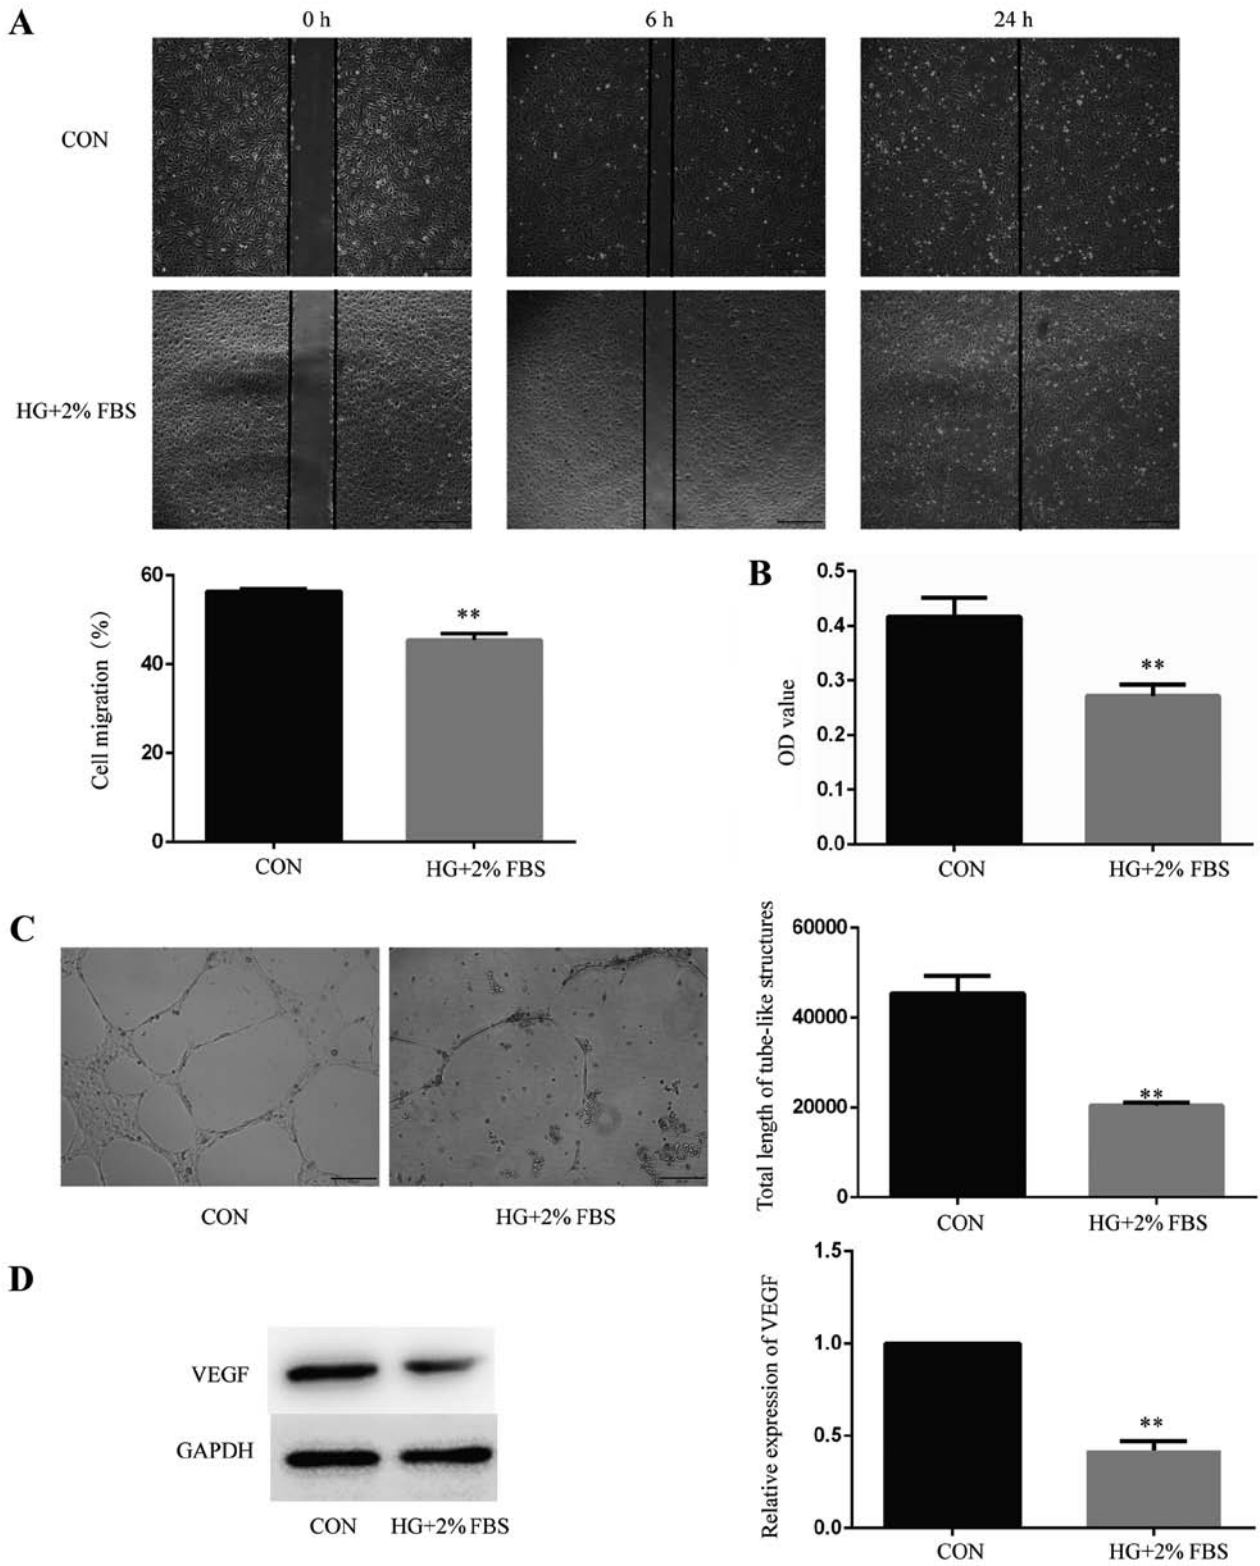 A
0 h
6 h
24 h
CON
HG+2% FBS
60
40
20
0
Cell migration (%)
**
CON
HG+2% FBS
B
0.5
0.4
0.3
0.2
0.1
0.0
OD value
**
CON
HG+2% FBS
C
CON
HG+2% FBS
60000
40000
20000
0
Total length of tube-like structures
**
CON
HG+2% FBS
D
VEGF
GAPDH
CON
HG+2% FBS
1.5
1.0
0.5
0.0
Relative expression of VEGF
**
CON
HG+2% FBS